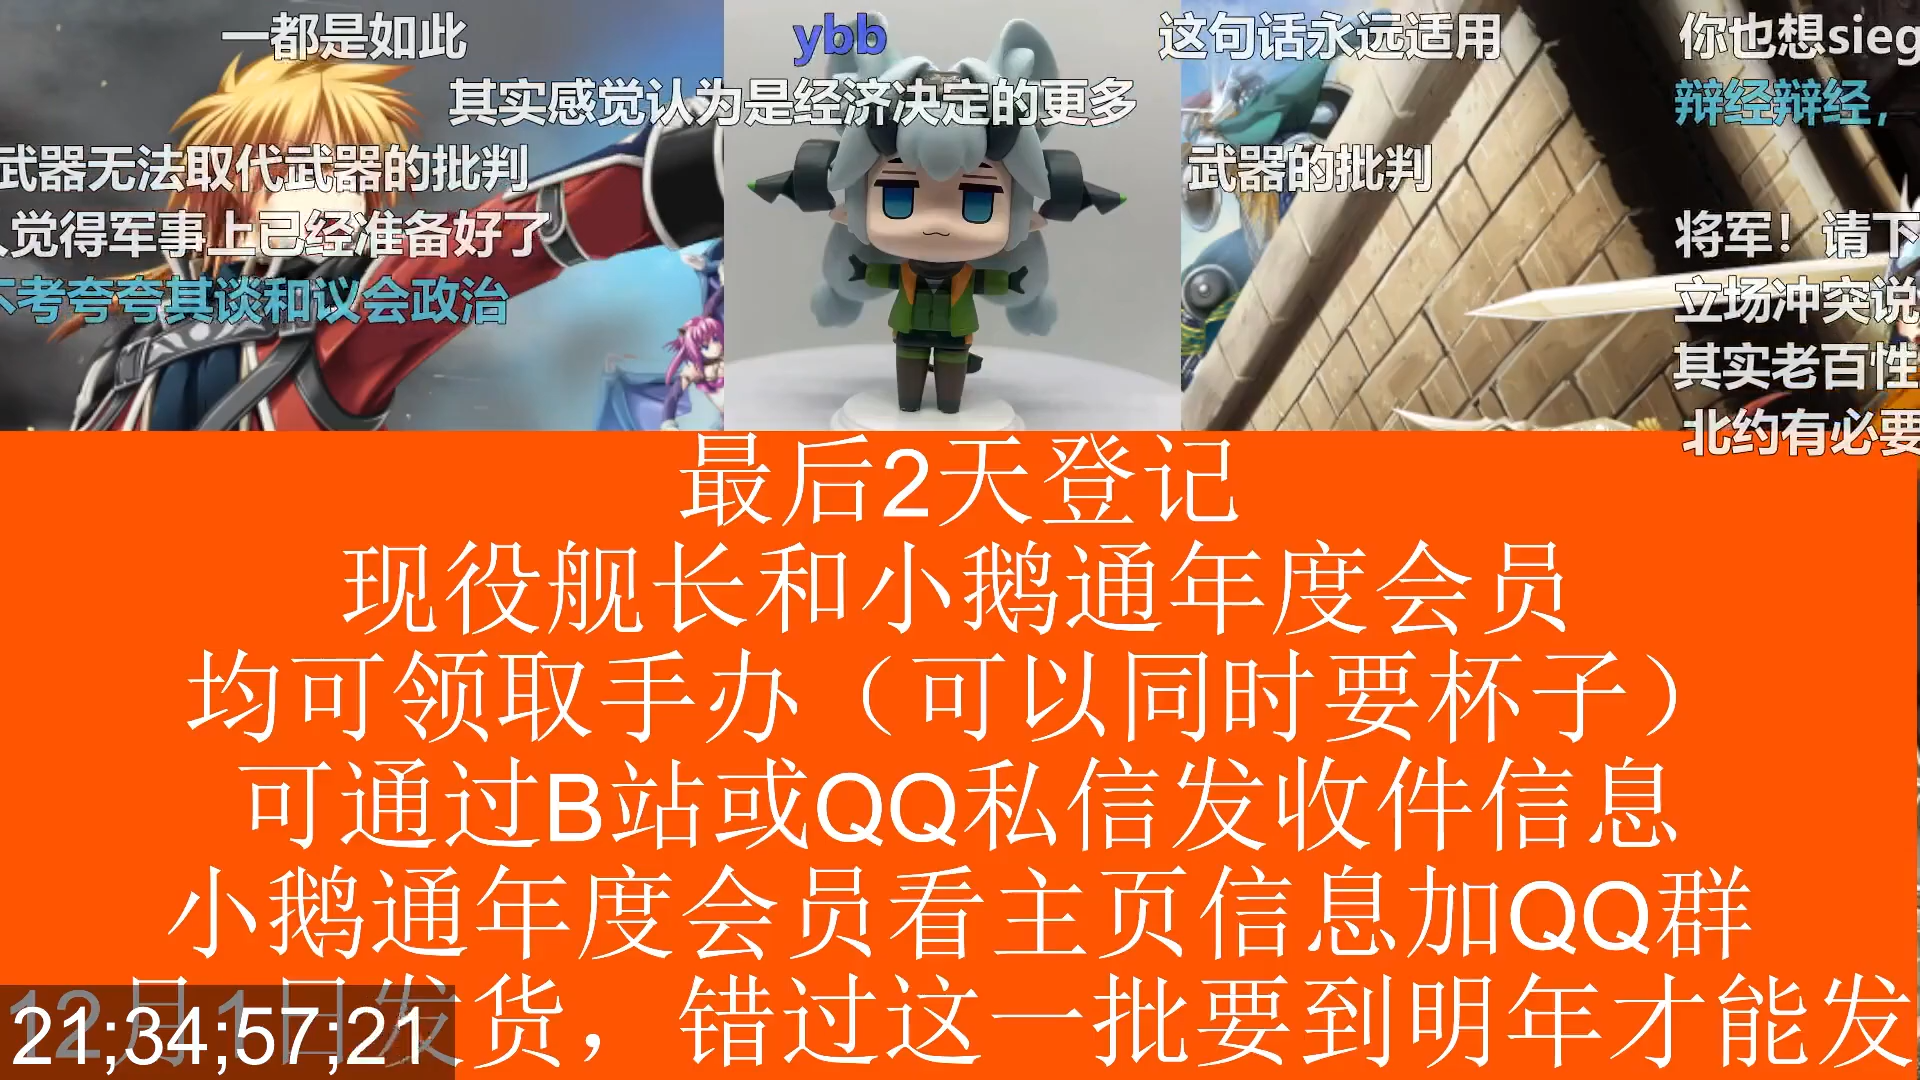 一都是如此
ybb
这句话永远适用
你也想sieg
其实感觉认为是经济决定的更多
辩经辩经，
武器无法取代武器的批判
武器的批判
觉得军事上已经准备好了
将军！请下
不考夸夸其谈和议会政治
立场冲突说
其实老百性
北约有必要
最后2天登记
现役舰长和小鹅通年度会员
均可领取手办（可以同时要杯子）
可通过B站或QQ私信发收件信息
小鹅通年度会员看主页信息加QQ群
12月1日发货，错过这一批要到明年才能发
21;34;57;21